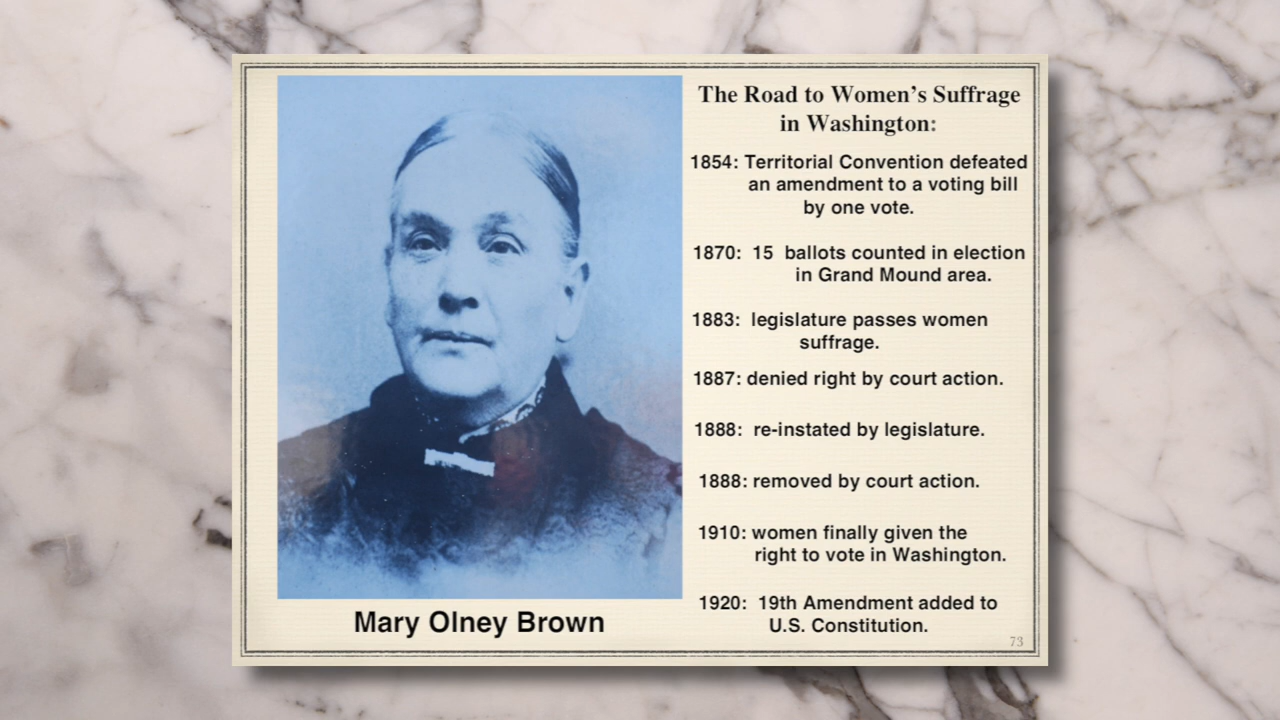 The Road to Women’s Suffrage
in Washington:
1854: Territorial Convention defeated
an amendment to a voting bill
by one vote.
1870: 15 ballots counted in election
in Grand Mound area.
1883: legislature passes women
suffrage.
1887: denied right by court action.
1888: re-instated by legislature.
1888: removed by court action.
1910: women finally given the
right to vote in Washington.
1920: 19th Amendment added to
U.S. Constitution.
Mary Olney Brown
73